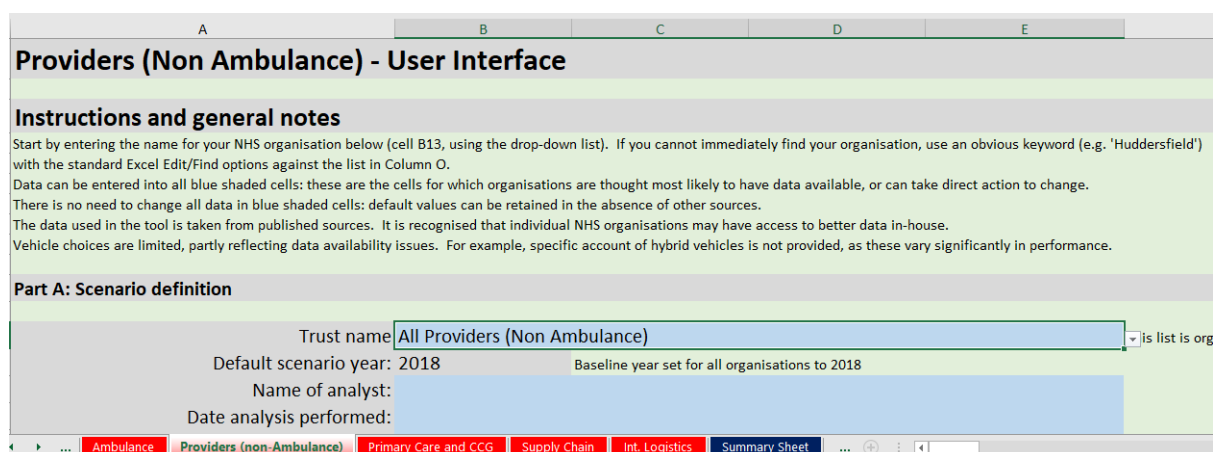 A B C D E
Providers (Non Ambulance) - User Interface
Instructions and general notes
Start by entering the name for your NHS organisation below (cell B13, using the drop-down list). If you cannot immediately find your organisation, use an obvious keyword (e.g. 'Huddersfield')
with the standard Excel Edit/Find options against the list in Column O.
Data can be entered into all blue shaded cells: these are the cells for which organisations are thought most likely to have data available, or can take direct action to change.
There is no need to change all data in blue shaded cells: default values can be retained in the absence of other sources.
The data used in the tool is taken from published sources. It is recognised that individual NHS organisations may have access to better data in-house.
Vehicle choices are limited, partly reflecting data availability issues. For example, specific account of hybrid vehicles is not provided, as these vary significantly in performance.
Part A: Scenario definition
Trust name All Providers (Non Ambulance) is list is org
Default scenario year: 2018 Baseline year set for all organisations to 2018
Name of analyst:
Date analysis performed:
... Ambulance Providers (non-Ambulance) Primary Care and CCG Supply Chain Int. Logistics Summary Sheet ...